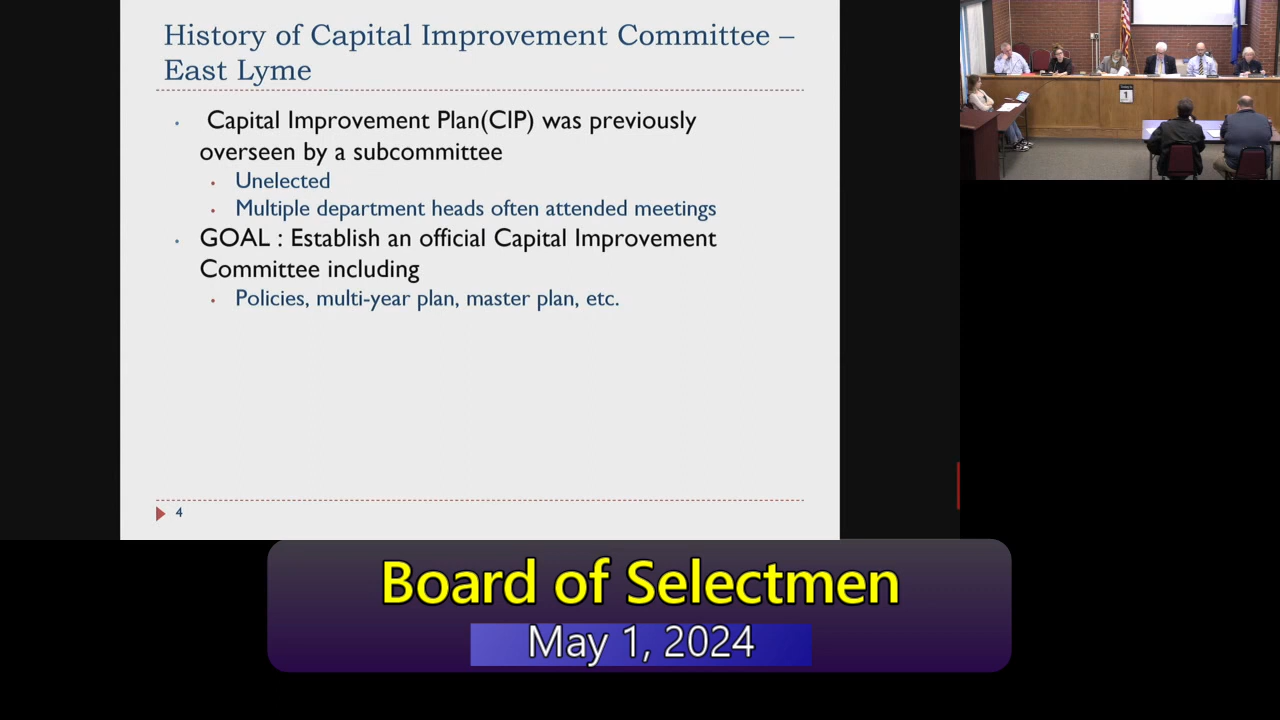 History of Capital Improvement Committee –
East Lyme
Capital Improvement Plan(CIP) was previously
overseen by a subcommittee
Unelected
Multiple department heads often attended meetings
GOAL : Establish an official Capital Improvement
Committee including
Policies, multi-year plan, master plan, etc.
4
1
Board of Selectmen
May 1, 2024